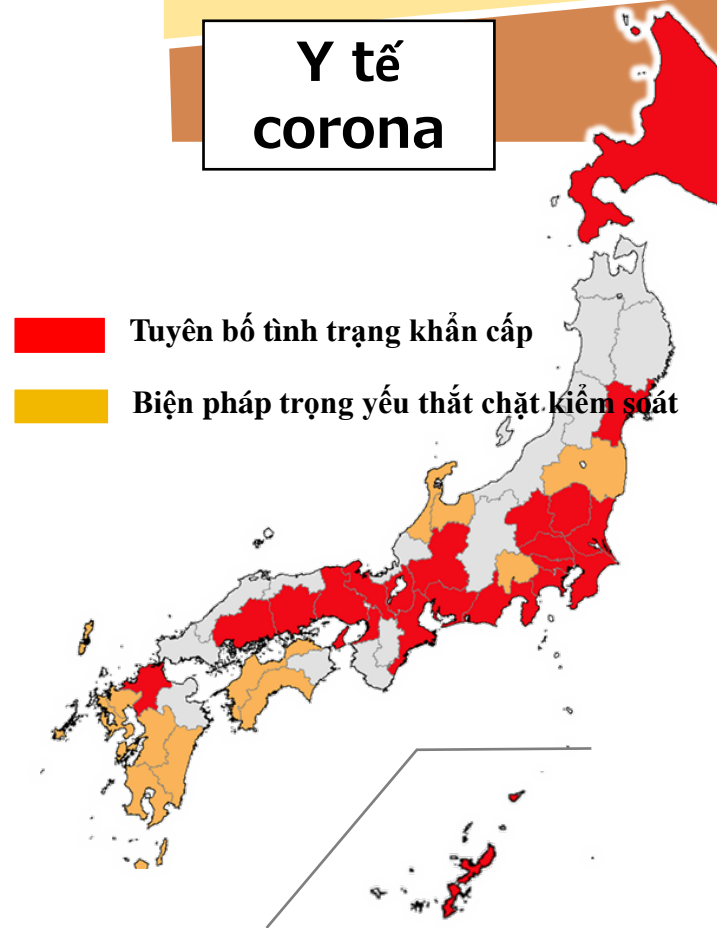 Y tế
corona
Tuyên bố tình trạng khẩn cấp
Biện pháp trọng yếu thắt chặt kiểm soát